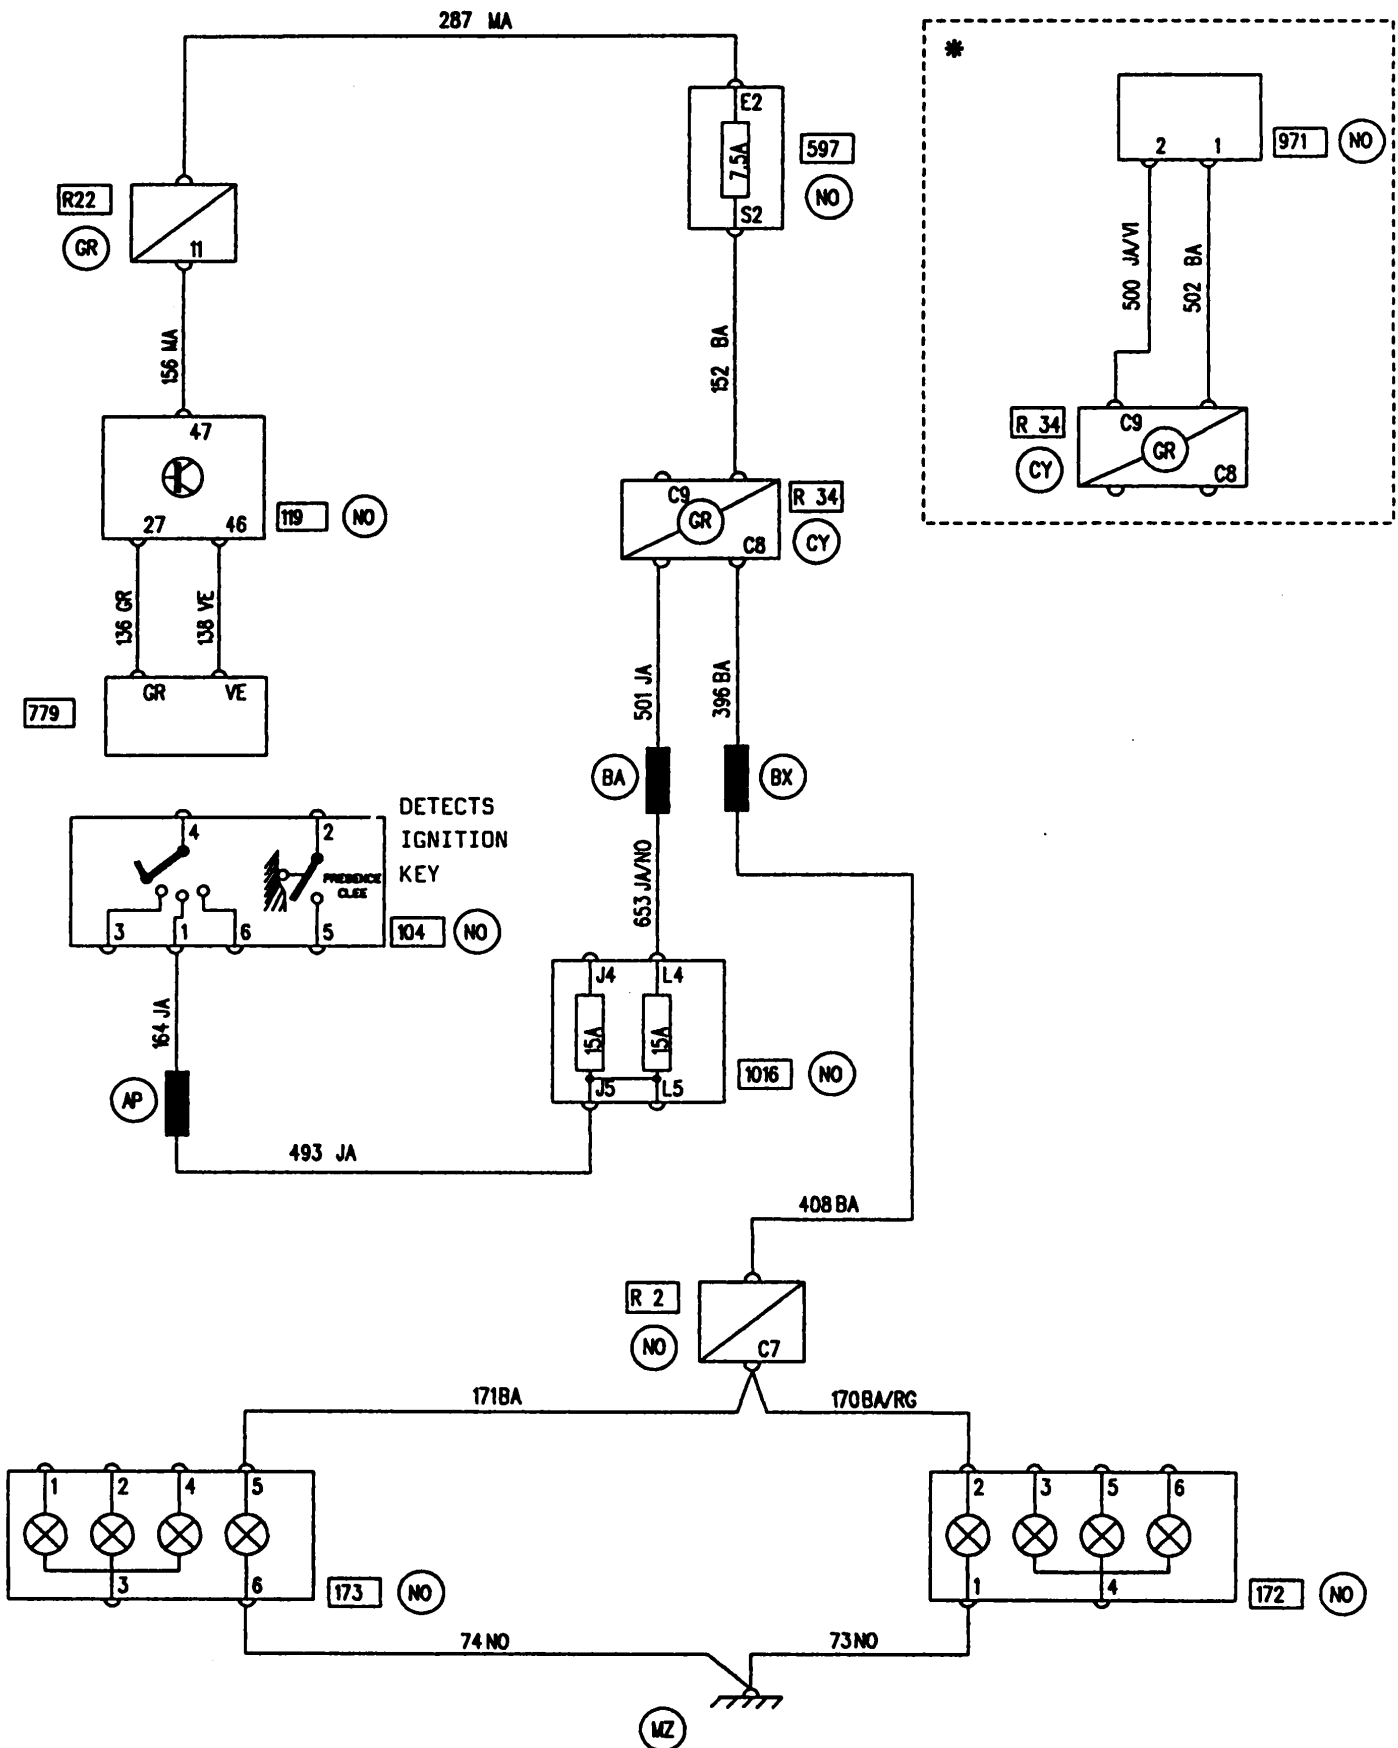 287 MA
*
E2
7.5A
S2
597
NO
2
1
971
NO
R22
GR
11
500 JA/VI
502 BA
156 MA
152 BA
R 34
CY
C9
GR
C8
47
27
46
119
NO
C9
GR
C8
R 34
CY
136 GR
138 VE
GR
VE
779
501 JA
396 BA
BA
BX
4
2
PRESENCE
CLEE
DETECTS
IGNITION
KEY
3
1
6
5
104
NO
653 JA/NO
J4
L4
15A
15A
J5
L5
1016
NO
164 JA
AP
493 JA
408 BA
R 2
NO
C7
171BA
170BA/RG
1
2
4
5
3
6
173
NO
2
3
5
6
1
4
172
NO
74 NO
73 NO
MZ